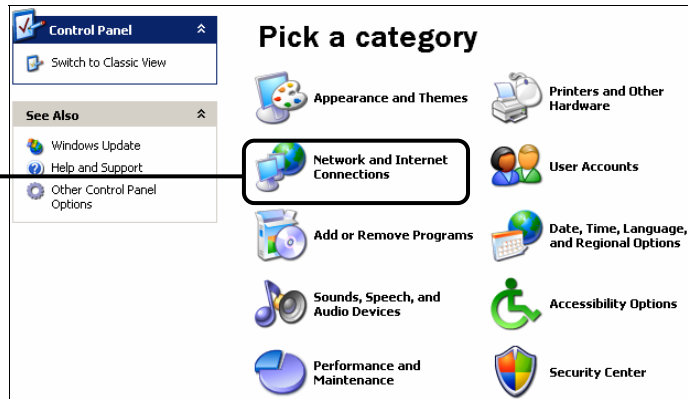 Control Panel
Switch to Classic View
See Also
Windows Update
Help and Support
Other Control Panel
Options
Pick a category
Appearance and Themes
Printers and Other
Hardware
Network and Internet
Connections
User Accounts
Add or Remove Programs
Date, Time, Language,
and Regional Options
Sounds, Speech, and
Audio Devices
Accessibility Options
Performance and
Maintenance
Security Center